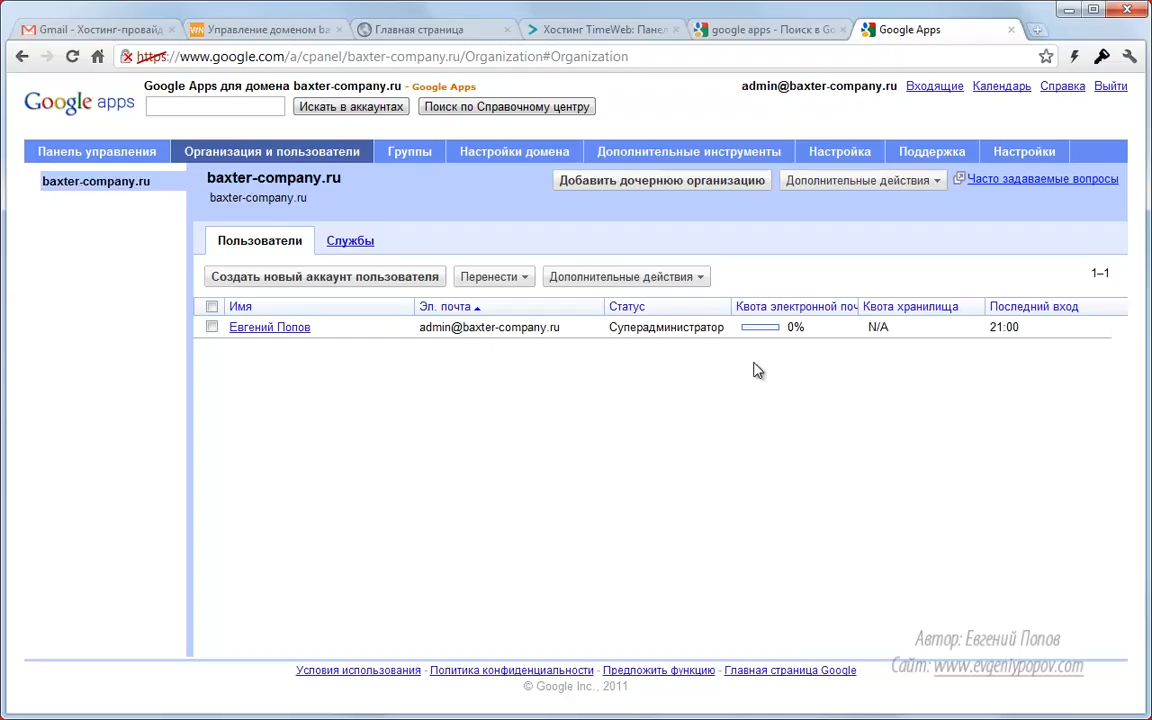 Gmail - Хостинг-провайд
Управление доменом ba
Главная страница
Хостинг TimeWeb: Панел
google apps - Поиск в Go
Google Apps
https://www.google.com/a/cpanel/baxter-company.ru/Organization#Organization
Google apps
Google Apps для домена baxter-company.ru - Google Apps
admin@baxter-company.ru Входящие Календарь Справка Выйти
Искать в аккаунтах
Поиск по Справочному центру
Панель управления
Организация и пользователи
Группы
Настройки домена
Дополнительные инструменты
Настройка
Поддержка
Настройки
baxter-company.ru
baxter-company.ru
baxter-company.ru
Добавить дочернюю организацию
Дополнительные действия
Часто задаваемые вопросы
Пользователи
Службы
Создать новый аккаунт пользователя
Перенести
Дополнительные действия
1–1
Имя Эл. почта Статус Квота электронной поч Квота хранилища Последний вход
Евгений Попов admin@baxter-company.ru Суперадминистратор 0% N/A 21:00
Автор: Евгений Попов
Сайт: www.evgeniypopov.com
Условия использования - Политика конфиденциальности - Предложить функцию - Главная страница Google
© Google Inc., 2011